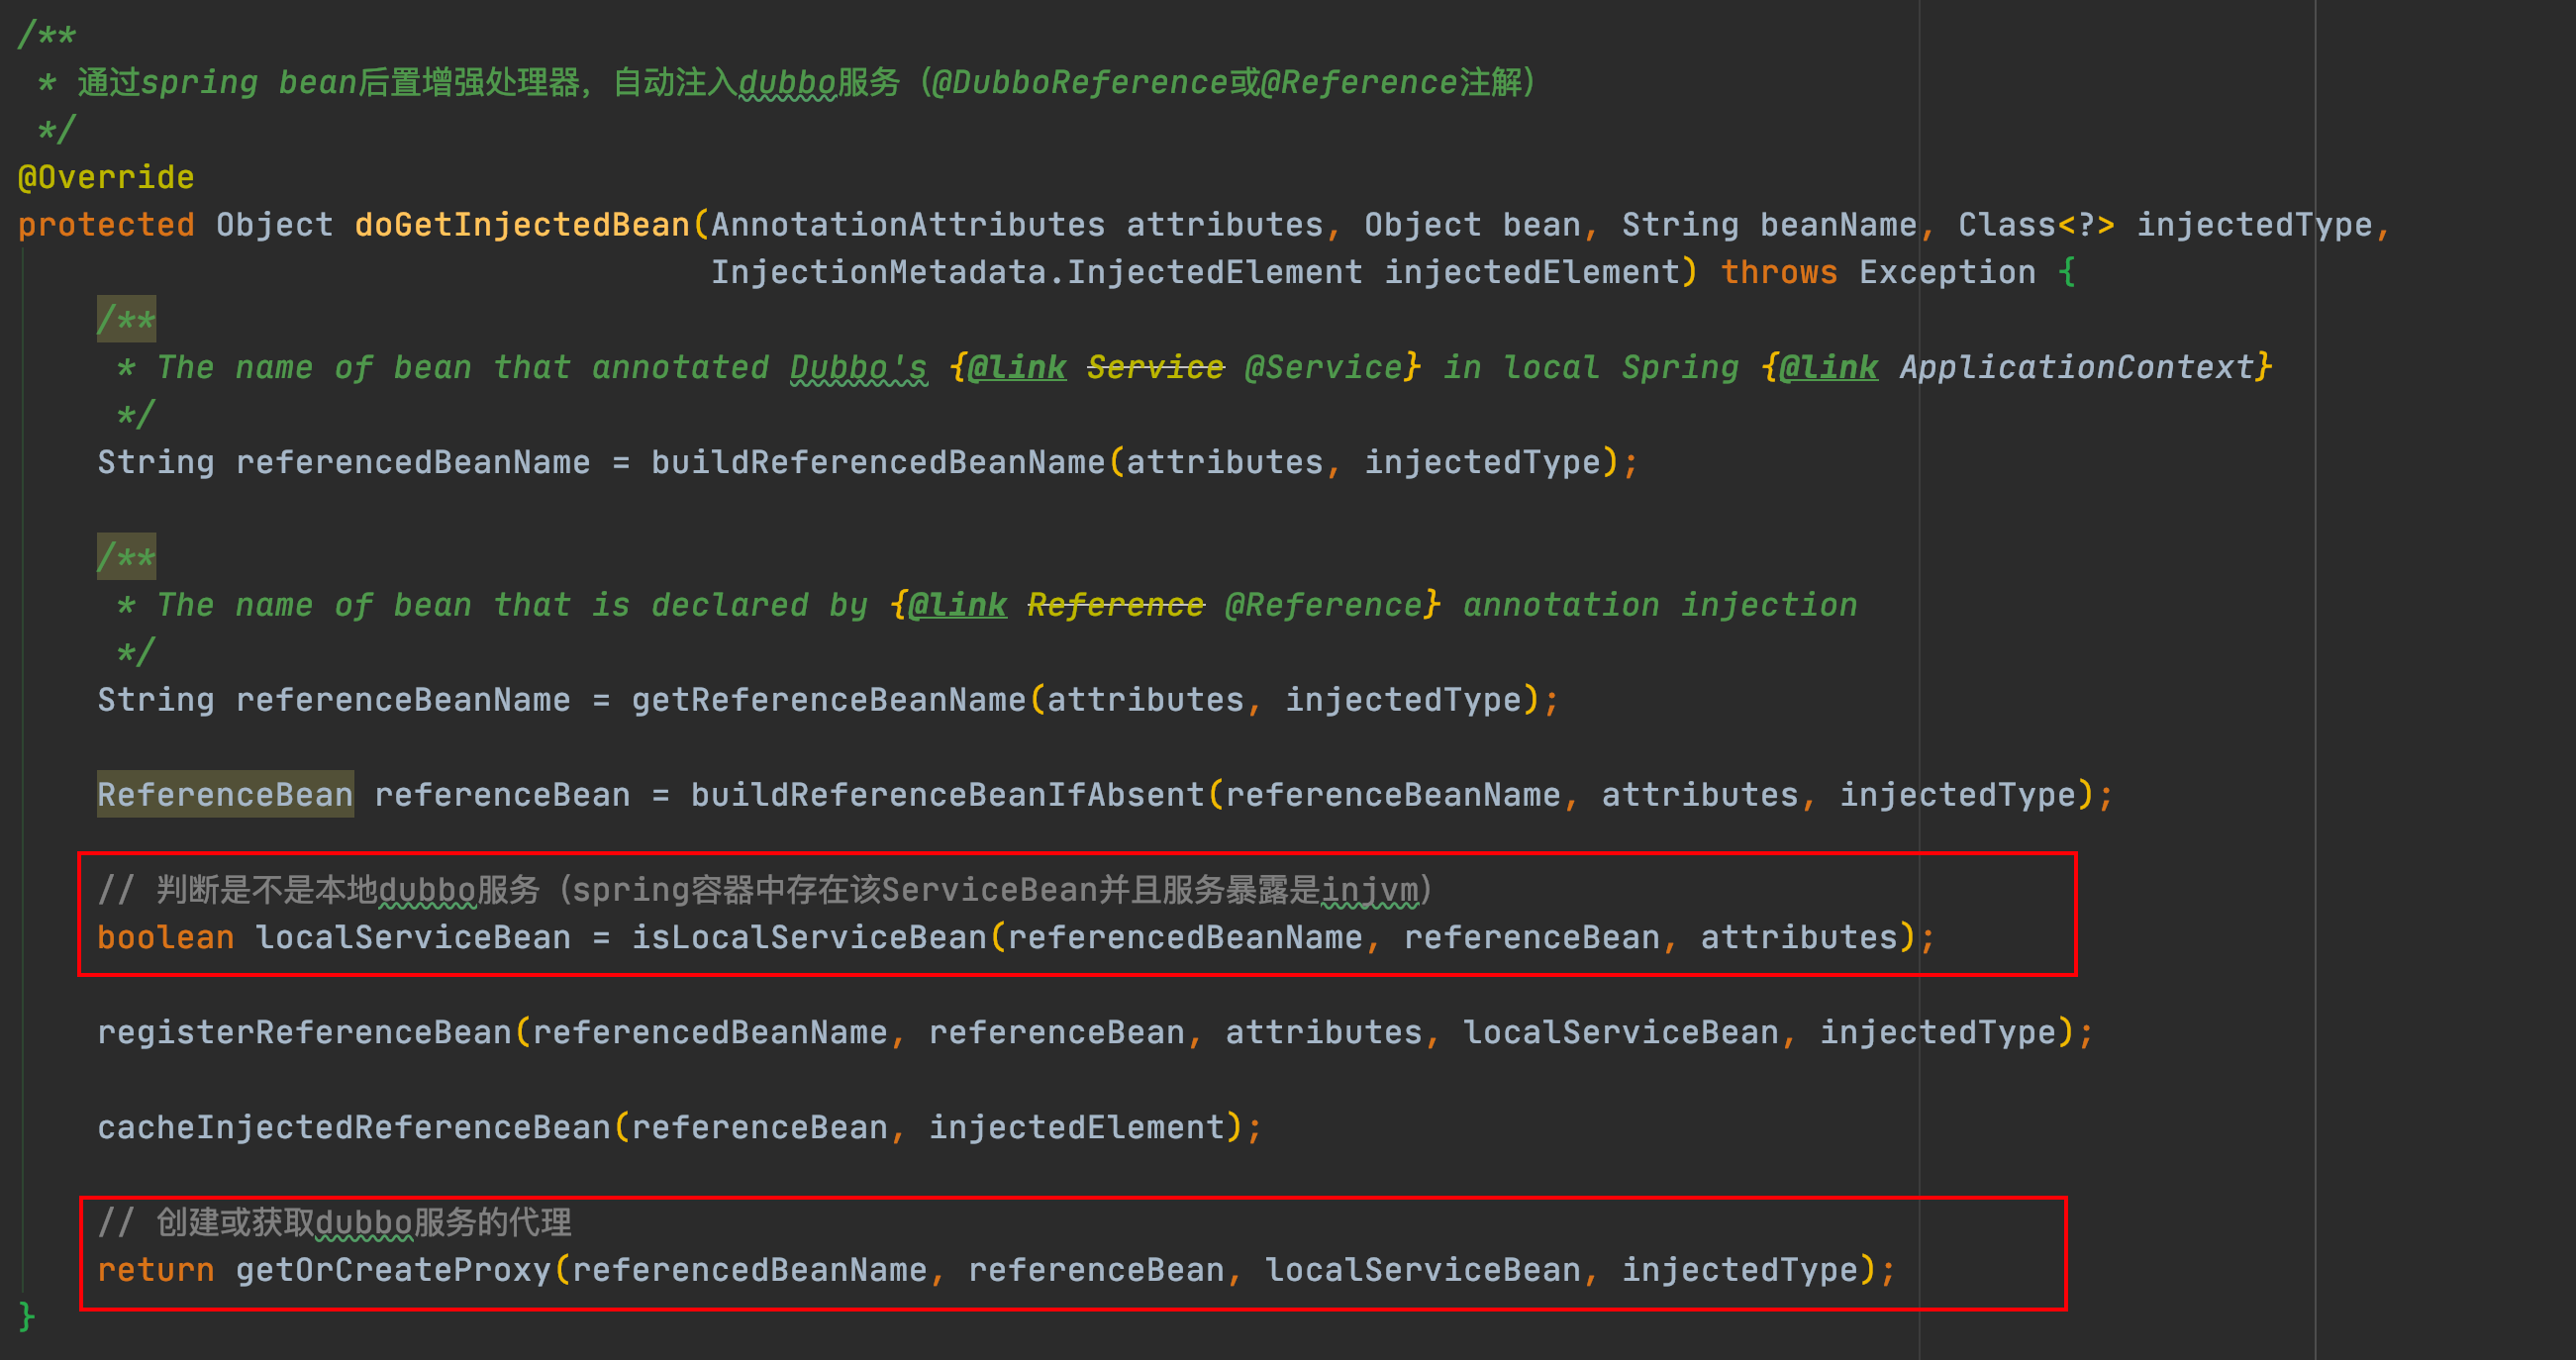 /**
 * 通过spring bean后置增强处理器，自动注入dubbo服务（@DubboReference或@Reference注解）
 */
@Override
protected Object doGetInjectedBean(AnnotationAttributes attributes, Object bean, String beanName, Class<?> injectedType,
                                   InjectionMetadata.InjectedElement injectedElement) throws Exception {
    /**
     * The name of bean that annotated Dubbo's {@link Service @Service} in local Spring {@link ApplicationContext}
     */
    String referencedBeanName = buildReferencedBeanName(attributes, injectedType);
    /**
     * The name of bean that is declared by {@link Reference @Reference} annotation injection
     */
    String referenceBeanName = getReferenceBeanName(attributes, injectedType);
    ReferenceBean referenceBean = buildReferenceBeanIfAbsent(referenceBeanName, attributes, injectedType);
    // 判断是不是本地dubbo服务（spring容器中存在该ServiceBean并且服务暴露是injvm）
    boolean localServiceBean = isLocalServiceBean(referencedBeanName, referenceBean, attributes);
    registerReferenceBean(referencedBeanName, referenceBean, attributes, localServiceBean, injectedType);
    cacheInjectedReferenceBean(referenceBean, injectedElement);
    // 创建或获取dubbo服务的代理
    return getOrCreateProxy(referencedBeanName, referenceBean, localServiceBean, injectedType);
}